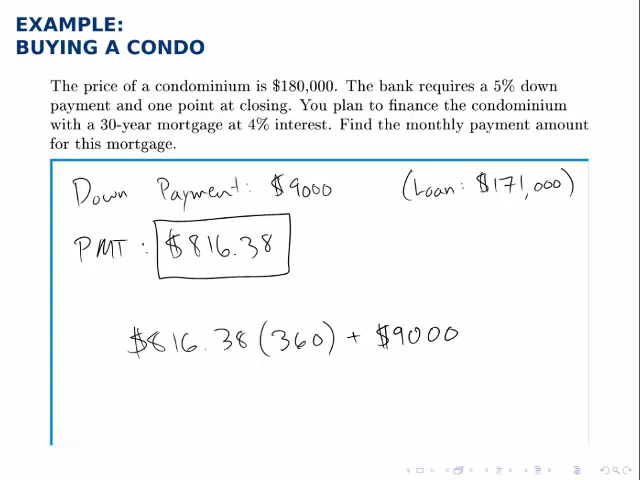 EXAMPLE:
BUYING A CONDO
The price of a condominium is $180,000. The bank requires a 5% down
payment and one point at closing. You plan to finance the condominium
with a 30-year mortgage at 4% interest. Find the monthly payment amount
for this mortgage.
Down Payment: $9000 (Loan: $171,000)
PMT: $816.38
$816.38(360) + $9000